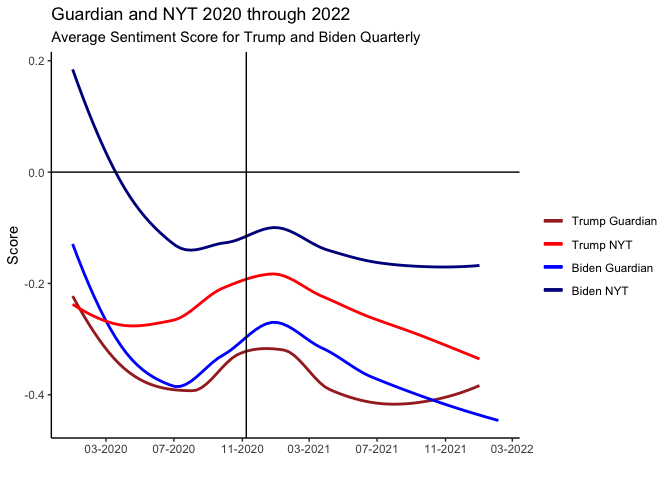 Guardian and NYT 2020 through 2022
Average Sentiment Score for Trump and Biden Quarterly
0.2
0.0
-0.2
-0.4
Score
03-2020 07-2020 11-2020 03-2021 07-2021 11-2021 03-2022
Trump Guardian
Trump NYT
Biden Guardian
Biden NYT